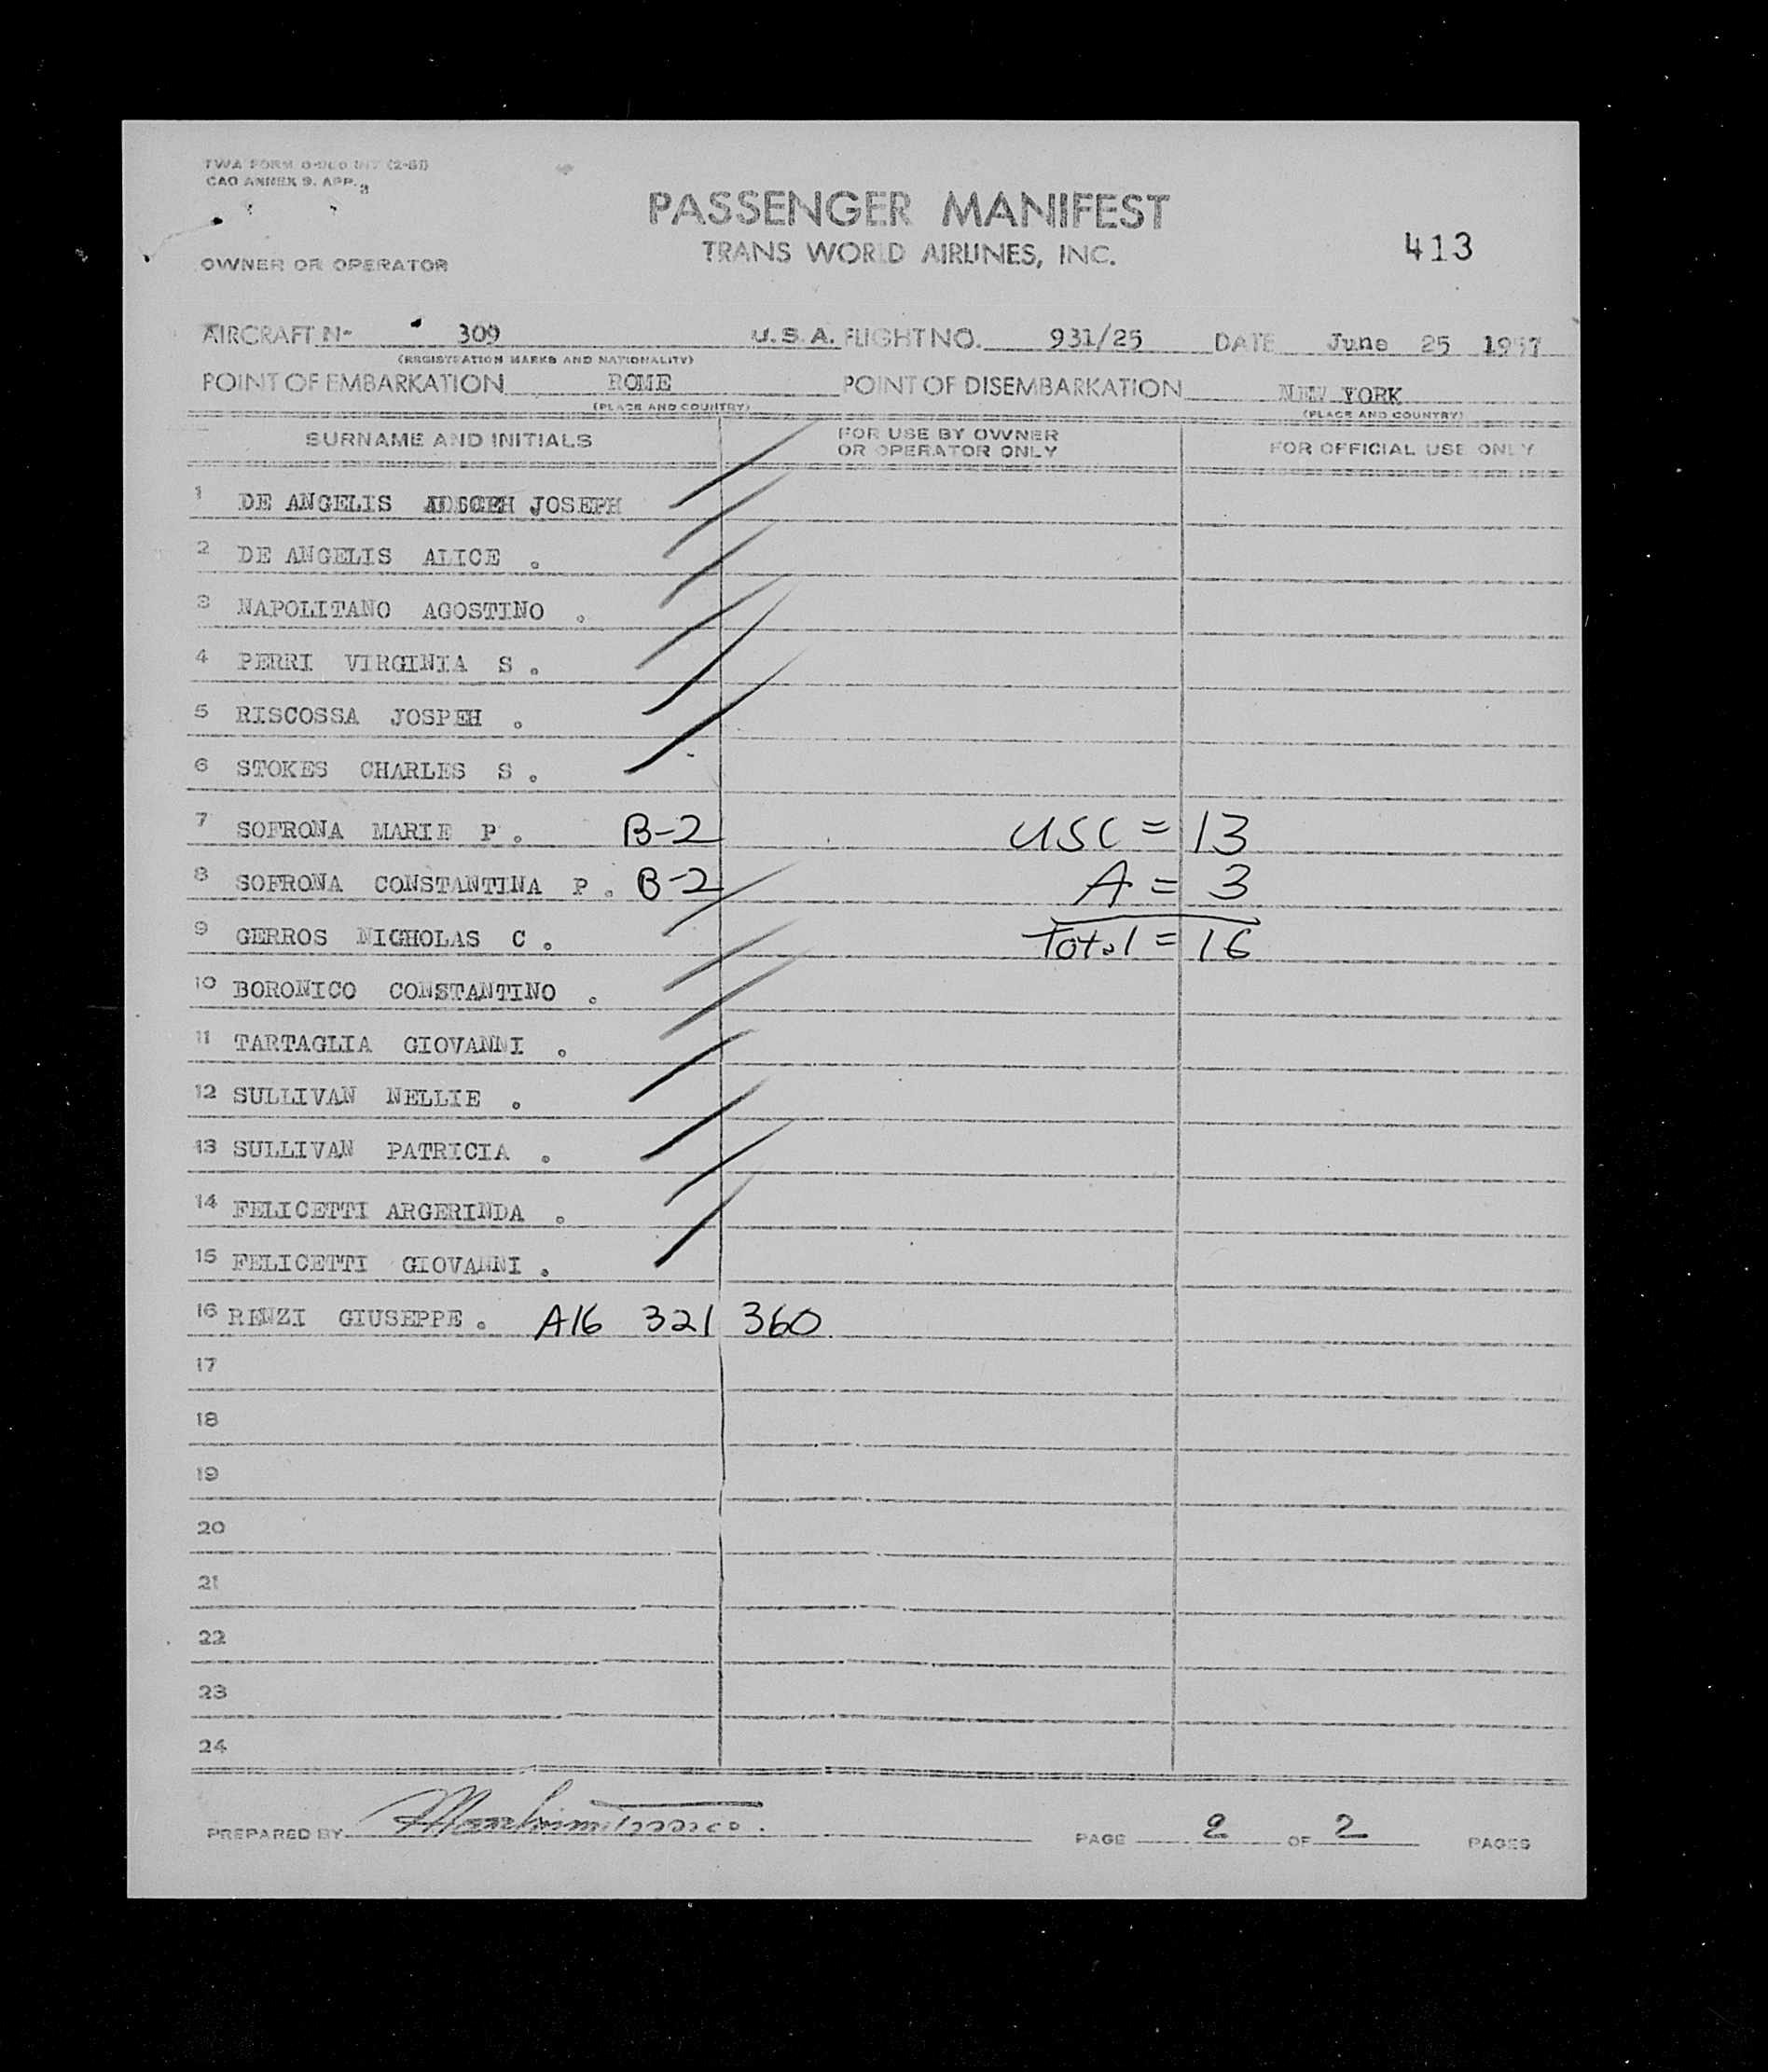 TWA FORM (2-51)
CAO ANNEX 9. APP. 3
PASSENGER MANIFEST
TRANS WORLD AIRLINES, INC.
413
OWNER OR OPERATOR
AIRCRAFT Nº 309 U.S.A. FLIGHT NO. 931/25 DATE June 25 1957
(REGISTRATION MARKS AND NATIONALITY)
POINT OF EMBARKATION ROME POINT OF DISEMBARKATION NEW YORK
(PLACE AND COUNTRY) (PLACE AND COUNTRY)
SURNAME AND INITIALS FOR USE BY OWNER OR OPERATOR ONLY FOR OFFICIAL USE ONLY
1 DE ANGELIS JOSEPH
2 DE ANGELIS ALICE .
3 NAPOLITANO AGOSTINO .
4 PERRI VIRGINIA S .
5 RISCOSSA JOSPEH .
6 STOKES CHARLES S .
7 SOFRONA MARIE P . B-2 USC = 13
8 SOFRONA CONSTANTINA P . B-2 A = 3
9 GERROS NIGHOLAS C . Total = 16
10 BORONICO CONSTANTINO .
11 TARTAGLIA GIOVANNI .
12 SULLIVAN NELLIE .
13 SULLIVAN PATRICIA .
14 FELICETTI ARGERINDA .
15 FELICETTI GIOVANNI .
16 RENZI GIUSEPPE . A16 321 360
17
18
19
20
21
22
23
24
PREPARED BY PAGE 2 OF 2 PAGES